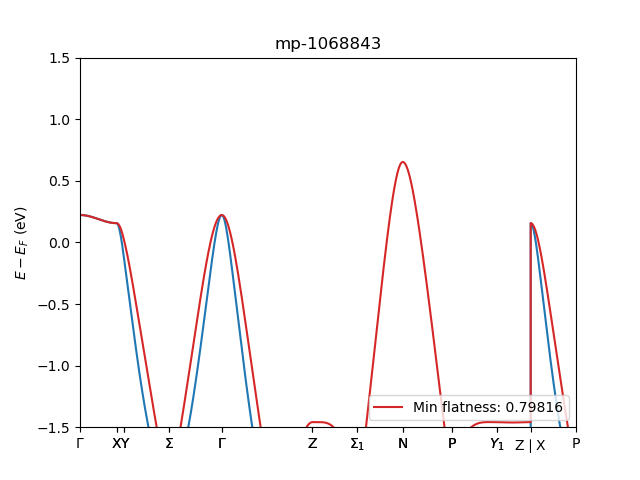 mp-1068843
E − E_F (eV)
1.5
1.0
0.5
0.0
−0.5
−1.0
−1.5
Min flatness: 0.79816
Γ X Y Σ Γ Z Σ₁ N P Y₁ Z | X P